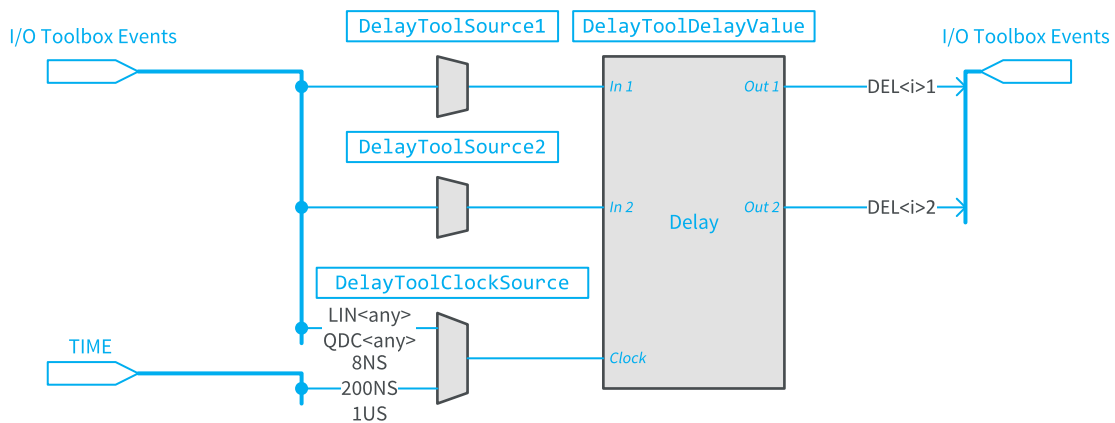 DelayToolSource1
DelayToolDelayValue
I/O Toolbox Events
I/O Toolbox Events
In 1
Out 1
DEL<i>1
DelayToolSource2
In 2
Out 2
DEL<i>2
Delay
DelayToolClockSource
LIN<any>
QDC<any>
TIME
8NS
Clock
200NS
1US